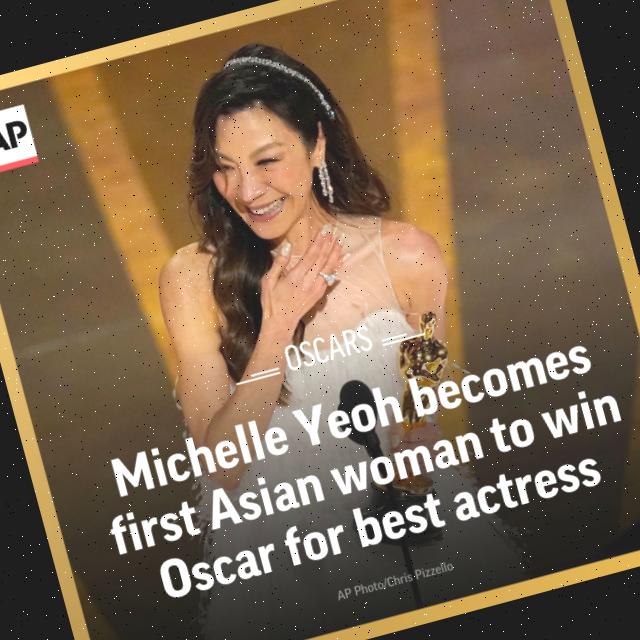 AP
OSCARS
Michelle Yeoh becomes
first Asian woman to win
Oscar for best actress
AP Photo/Chris Pizzello